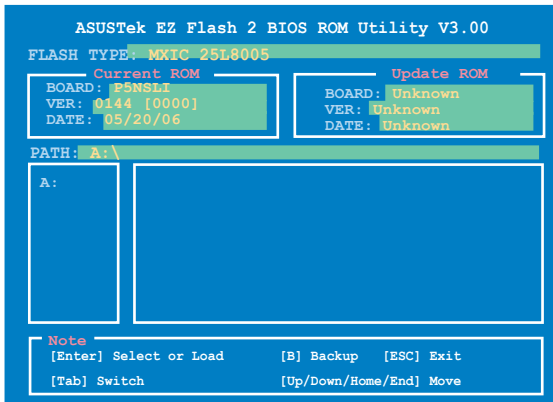 ASUSTek EZ Flash 2 BIOS ROM Utility V3.00
FLASH TYPE: MXIC 25L8005
Current ROM
BOARD: P5NSLI
VER: 0144 [0000]
DATE: 05/20/06
Update ROM
BOARD: Unknown
VER: Unknown
DATE: Unknown
PATH: A:\
A:
Note
[Enter] Select or Load [B] Backup [ESC] Exit
[Tab] Switch [Up/Down/Home/End] Move